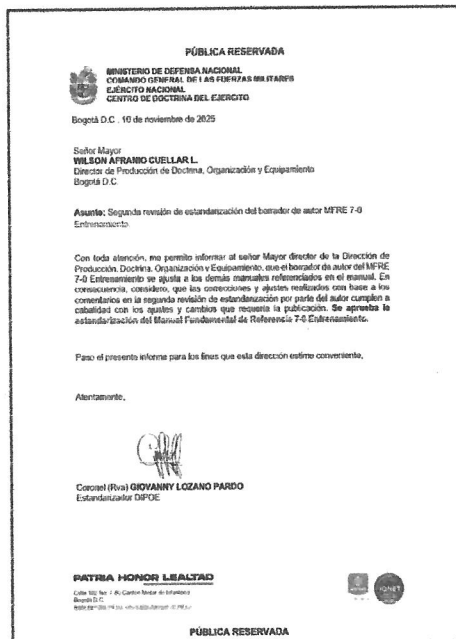 PÚBLICA RESERVADA
MINISTERIO DE DEFENSA NACIONAL
COMANDO GENERAL DE LAS FUERZAS MILITARES
EJÉRCITO NACIONAL
CENTRO DE DOCTRINA DEL EJERCITO
Bogotá D.C., 10 de noviembre de 2025
Señor Mayor
WILSON AFRANIO CUELLAR L.
Director de Producción de Doctrina, Organización y Equipamiento
Bogotá D.C.
Asunto: Segunda revisión de estandarización del borrador de autor MFRE 7-0
Entrenamiento.
Con toda atención, me permito informar al señor Mayor director de la Dirección de
Producción, Doctrina, Organización y Equipamiento, que el borrador de autor del MFRE
7-0 Entrenamiento se ajusta a los demás manuales referenciados en el manual. En
consecuencia, considero, que las correcciones y ajustes realizados con base a los
comentarios en la segunda revisión de estandarización por parte del autor cumplen a
cabalidad con los ajustes y cambios que requería la publicación. Se aprueba la
estandarización del Manual Fundamental de Referencia 7-0 Entrenamiento.
Paso el presente informe para los fines que esta dirección estime conveniente,
Atentamente,
Coronel (Rva) GIOVANNY LOZANO PARDO
Estandarizador DIPOE
PATRIA HONOR LEALTAD
Bogotá D.C.
PÚBLICA RESERVADA